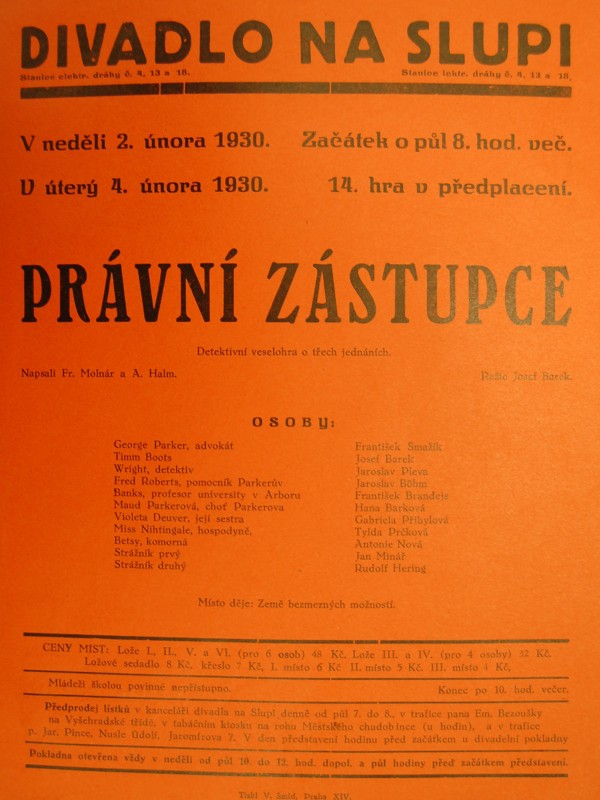 DIVADLO NA SLUPI
Stanice elektr. dráhy č. 4, 13 a 18. Stanice lektr. dráhy č. 4, 13 a 18.
V neděli 2. února 1930. Začátek o půl 8. hod. več.
V úterý 4. února 1930. 14. hra v předplacení.
PRÁVNÍ ZÁSTUPCE
Detektivní veselohra o třech jednáních.
Napsali Fr. Molnár a A. Halm. Režie Josef Barek.
OSOBY:
George Parker, advokát František Smažík
Timm Boots Josef Barek
Wright, detektiv Jaroslav Pleva
Fred Roberts, pomocník Parkerův Jaroslav Böhm
Banks, profesor university v Arboru František Brandejs
Maud Parkerová, choť Parkerova Hana Barková
Violeta Deuver, její sestra Gabriela Přibylová
Miss Nihtingale, hospodyně, Tylda Prčková
Betsy, komorná Antonie Nová
Strážník prvý Jan Minář
Strážník druhý Rudolf Hering
Místo děje: Země bezmezných možností.
CENY MÍST: Lože I., II., V. a VI. (pro 6 osob) 48 Kč. Lože III. a IV. (pro 4 osoby) 32 Kč.
Ložové sedadlo 8 Kč, křeslo 7 Kč, I. místo 6 Kč II. místo 5 Kč. III. místo 4 Kč,
Mládeži školou povinné nepřístupno. Konec po 10. hod. večer.
Předprodej lístků v kanceláři divadla na Slupi denně od půl 7. do 8., v trafice pana Em. Bezoušky
na Vyšehradské třídě, v tabáčním kiosku na rohu Městského chudobince (u hodin), a v trafice
p. Jar. Pince, Nusle údolí, Jaromírova 7. V den představení hodinu před začátkem u divadelní pokladny
Pokladna otevřena vždy v neděli od půl 10. do 12. hod. dopol. a půl hodiny před začátkem představení.
Tiskl V. Šmíd, Praha XIV.